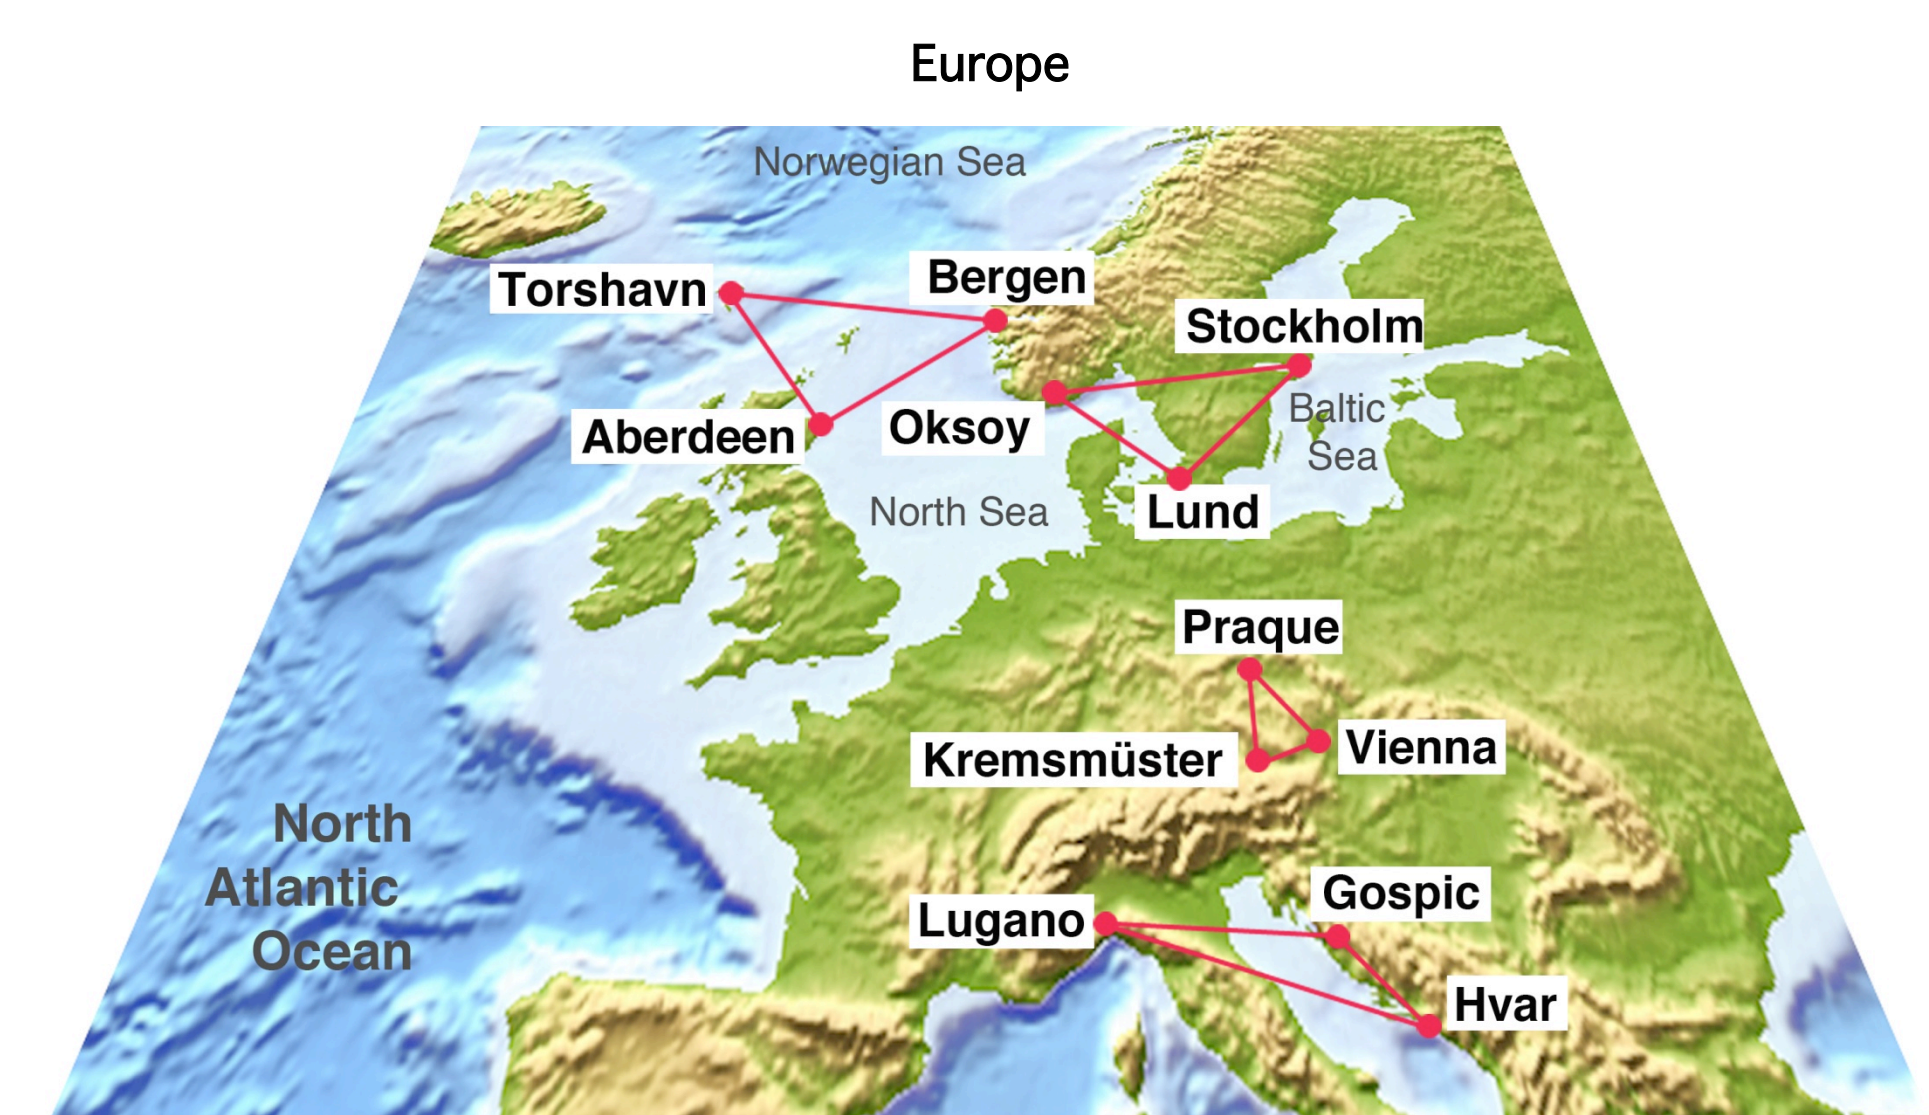 Europe
Norwegian Sea
Torshavn
Bergen
Stockholm
Aberdeen
Oksoy
Baltic
Sea
North Sea
Lund
Praque
Kremsmüster
Vienna
North
Atlantic
Ocean
Lugano
Gospic
Hvar